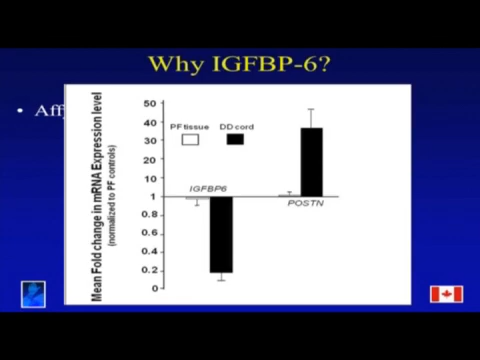 Why IGFBP-6?
• Aff
Mean Fold change in mRNA Expression level
(normalized to PF controls)
50
40
30
10
1
0.8
0.6
0.4
0.2
0
PF tissue
DD cord
IGFBP6
POSTN